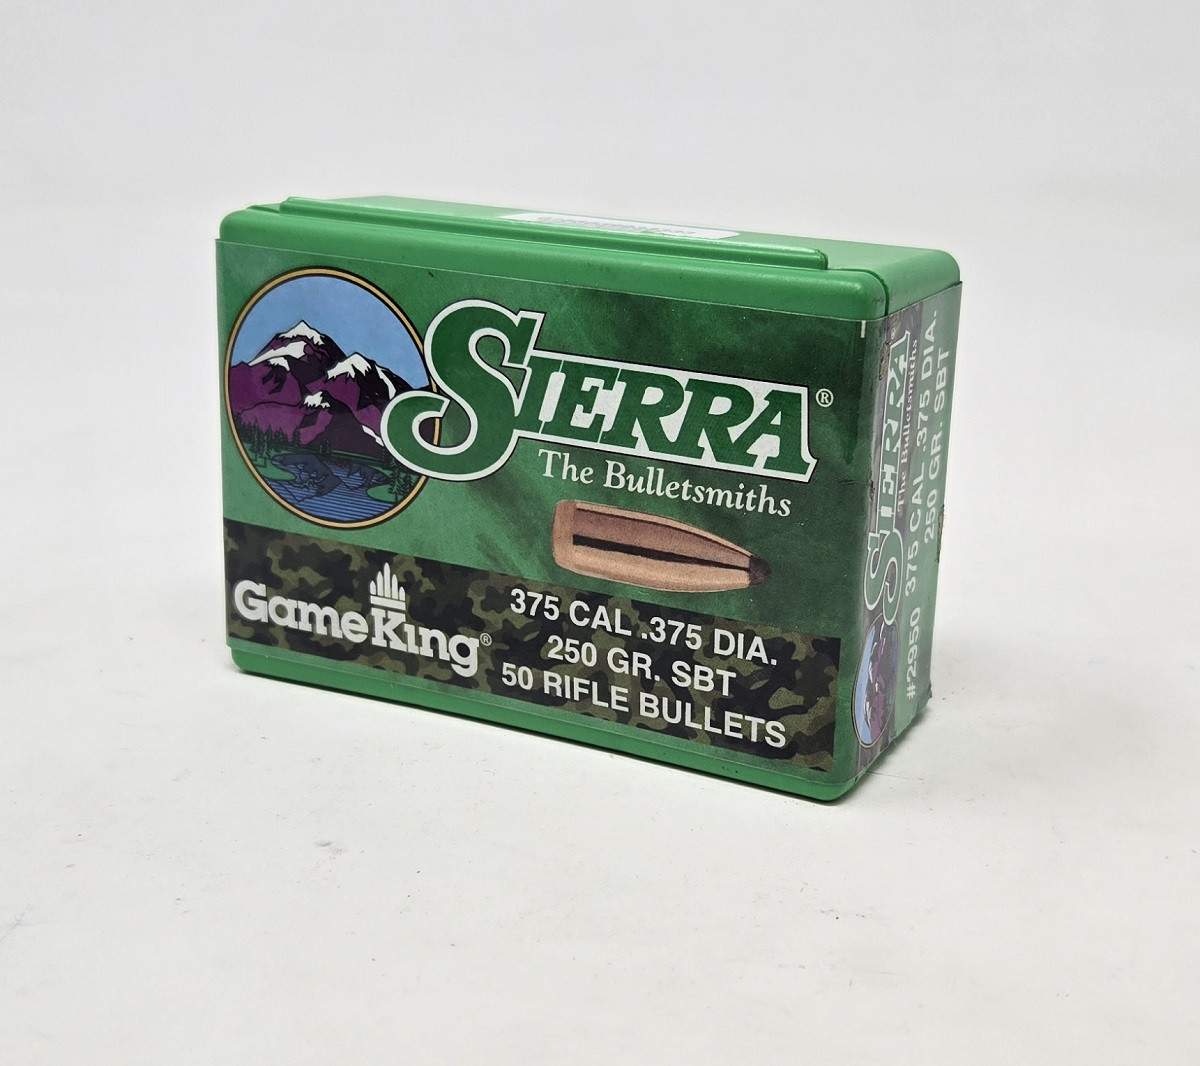 SIERRA®
The Bulletsmiths
GameKing®
375 CAL .375 DIA.
250 GR. SBT
50 RIFLE BULLETS
SIERRA®
The Bulletsmiths
#2950 375 CAL .375 DIA.
250 GR. SBT